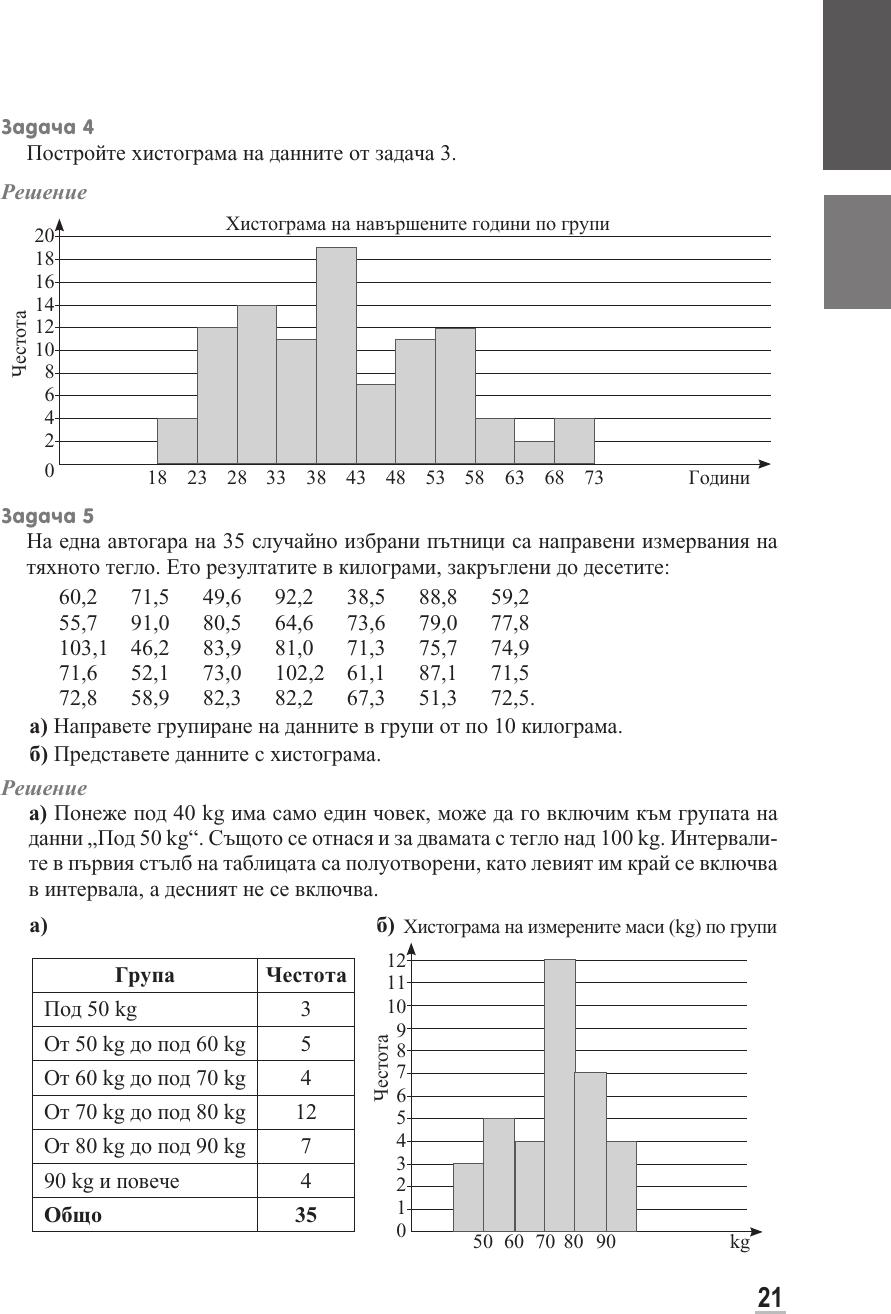 Задача 4
Постройте хистограма на данните от задача 3.
Решение
Хистограма на навършените години по групи
Честота
20
18
16
14
12
10
8
6
4
2
0
18 23 28 33 38 43 48 53 58 63 68 73 Години
Задача 5
На една автогара на 35 случайно избрани пътници са направени измервания на
тяхното тегло. Ето резултатите в килограми, закръглени до десетите:
60,2 71,5 49,6 92,2 38,5 88,8 59,2
55,7 91,0 80,5 64,6 73,6 79,0 77,8
103,1 46,2 83,9 81,0 71,3 75,7 74,9
71,6 52,1 73,0 102,2 61,1 87,1 71,5
72,8 58,9 82,3 82,2 67,3 51,3 72,5.
а) Направете групиране на данните в групи от по 10 килограма.
б) Представете данните с хистограма.
Решение
а) Понеже под 40 kg има само един човек, може да го включим към групата на
данни „Под 50 kg“. Същото се отнася и за двамата с тегло над 100 kg. Интервали-
те в първия стълб на таблицата са полуотворени, като левият им край се включва
в интервала, а десният не се включва.
а)
Група Честота
Под 50 kg 3
От 50 kg до под 60 kg 5
От 60 kg до под 70 kg 4
От 70 kg до под 80 kg 12
От 80 kg до под 90 kg 7
90 kg и повече 4
Общо 35
б) Хистограма на измерените маси (kg) по групи
Честота
12
11
10
9
8
7
6
5
4
3
2
1
0
50 60 70 80 90 kg
21